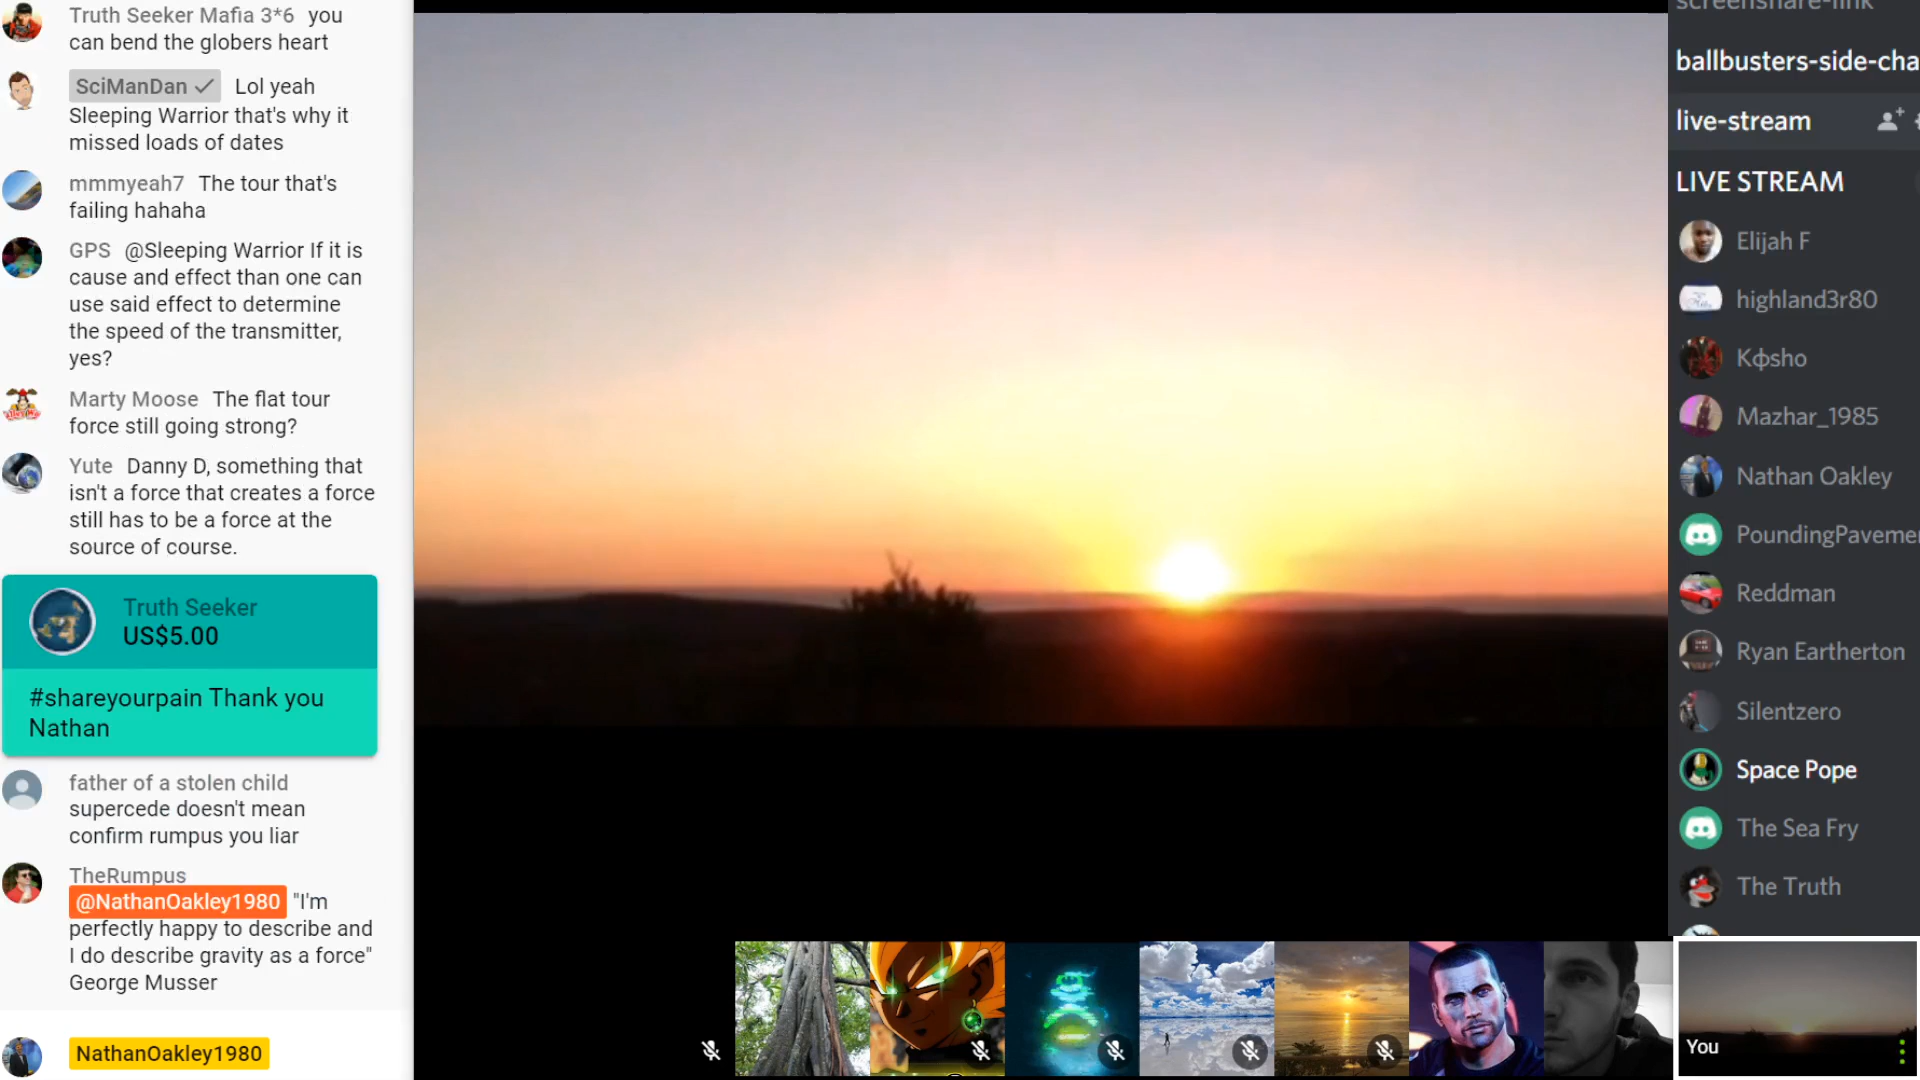 Truth Seeker Mafia 3*6 you
can bend the globers heart
SciManDan Lol yeah
Sleeping Warrior that's why it
missed loads of dates
mmmyeah7 The tour that's
failing hahaha
GPS @Sleeping Warrior If it is
cause and effect than one can
use said effect to determine
the speed of the transmitter,
yes?
Marty Moose The flat tour
force still going strong?
Yute Danny D, something that
isn't a force that creates a force
still has to be a force at the
source of course.
Truth Seeker
US$5.00
#shareyourpain Thank you
Nathan
father of a stolen child
supercede doesn't mean
confirm rumpus you liar
TheRumpus
@NathanOakley1980 "I'm
perfectly happy to describe and
I do describe gravity as a force"
George Musser
NathanOakley1980
screenshare-link
ballbusters-side-cha
live-stream
LIVE STREAM
Elijah F
highland3r80
Kфsho
Mazhar_1985
Nathan Oakley
PoundingPaveme
Reddman
Ryan Eartherton
Silentzero
Space Pope
The Sea Fry
The Truth
You